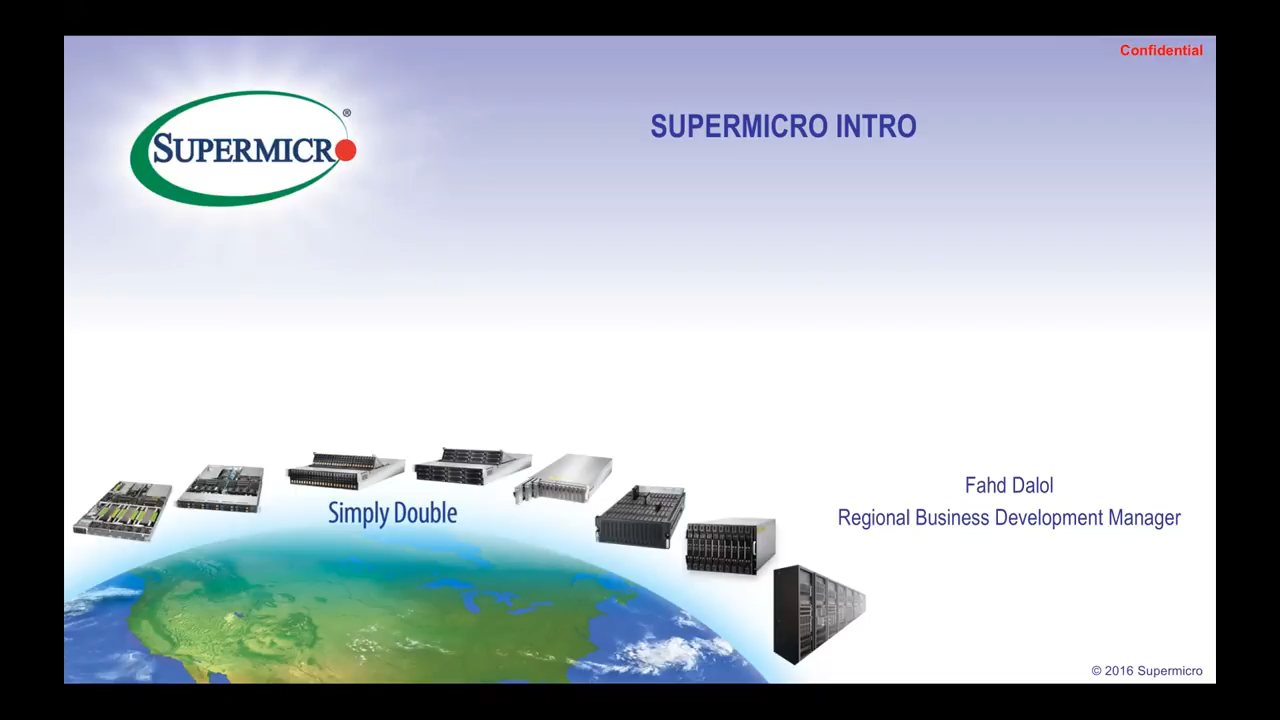 Confidential
SUPERMICRO INTRO
SUPERMICRO®
Simply Double
Fahd Dalol
Regional Business Development Manager
© 2016 Supermicro